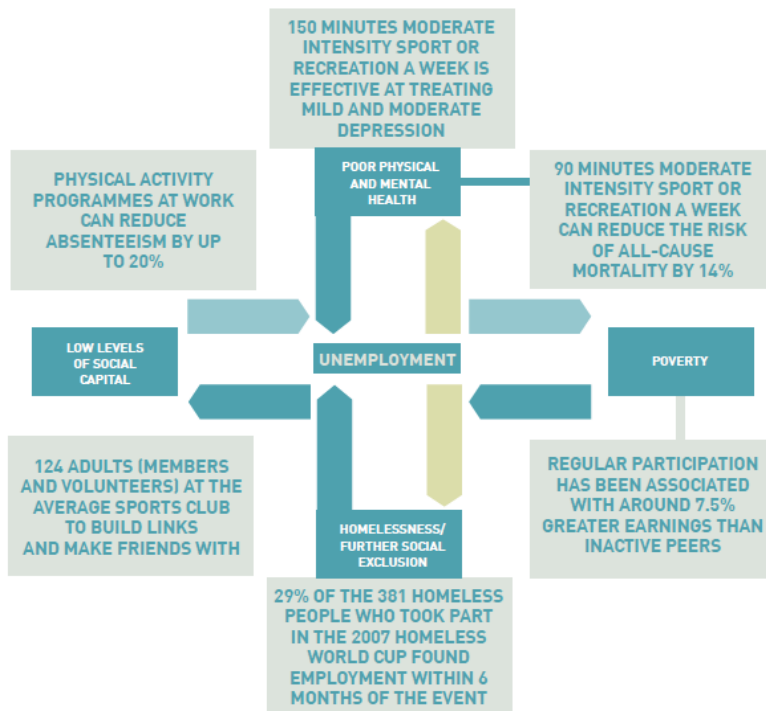 150 MINUTES MODERATE
INTENSITY SPORT OR
RECREATION A WEEK IS
EFFECTIVE AT TREATING
MILD AND MODERATE
DEPRESSION
POOR PHYSICAL
AND MENTAL
HEALTH
PHYSICAL ACTIVITY
PROGRAMMES AT WORK
CAN REDUCE
ABSENTEEISM BY UP
TO 20%
90 MINUTES MODERATE
INTENSITY SPORT OR
RECREATION A WEEK
CAN REDUCE THE RISK
OF ALL-CAUSE
MORTALITY BY 14%
LOW LEVELS
OF SOCIAL
CAPITAL
UNEMPLOYMENT
POVERTY
124 ADULTS (MEMBERS
AND VOLUNTEERS) AT THE
AVERAGE SPORTS CLUB
TO BUILD LINKS
AND MAKE FRIENDS WITH
REGULAR PARTICIPATION
HAS BEEN ASSOCIATED
WITH AROUND 7.5%
GREATER EARNINGS THAN
INACTIVE PEERS
HOMELESSNESS/
FURTHER SOCIAL
EXCLUSION
29% OF THE 381 HOMELESS
PEOPLE WHO TOOK PART
IN THE 2007 HOMELESS
WORLD CUP FOUND
EMPLOYMENT WITHIN 6
MONTHS OF THE EVENT